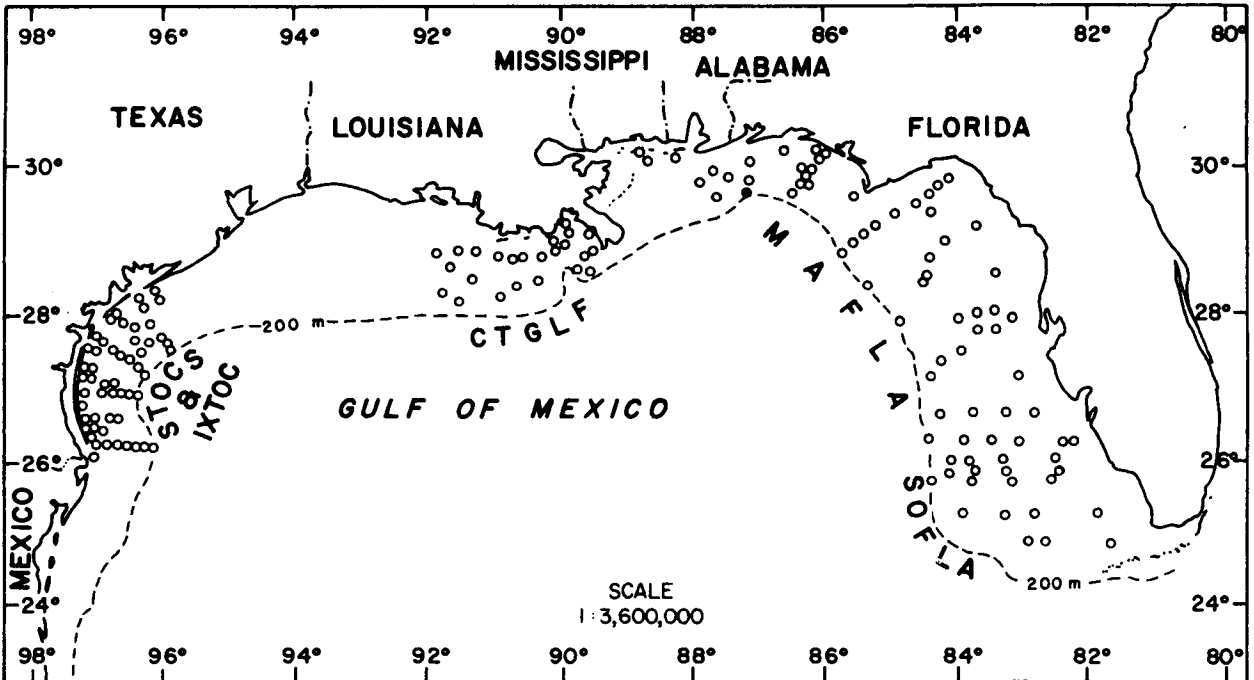 98° 96° 94° 92° 90° 88° 86° 84° 82° 80°
MISSISSIPPI
ALABAMA
TEXAS
LOUISIANA
FLORIDA
30° 30°
MAFLA
28° 28°
200 m
CTGLF
STOCS
&
IXTOC
GULF OF MEXICO
26° 26°
SOFLA
MEXICO
200 m
SCALE
1:3,600,000
24° 24°
98° 96° 94° 92° 90° 88° 86° 84° 82° 80°